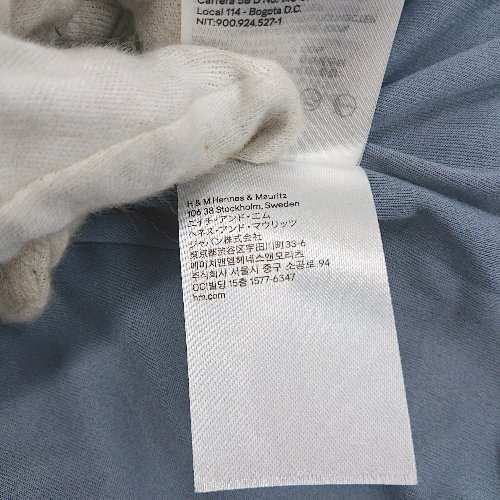 Local 114 - Bogota D.C.
NIT:900.924.527-1
H & M Hennes & Mauritz
106 38 Stockholm, Sweden
エイチ・アンド・エム
ヘネス・アンド・マウリッツ
ジャパン株式会社
東京都渋谷区宇田川町33-6
에이치앤엠헤네스앤모리츠
주식회사 서울시 중구 소공로 94
OCI빌딩 15층 1577-6347
hm.com